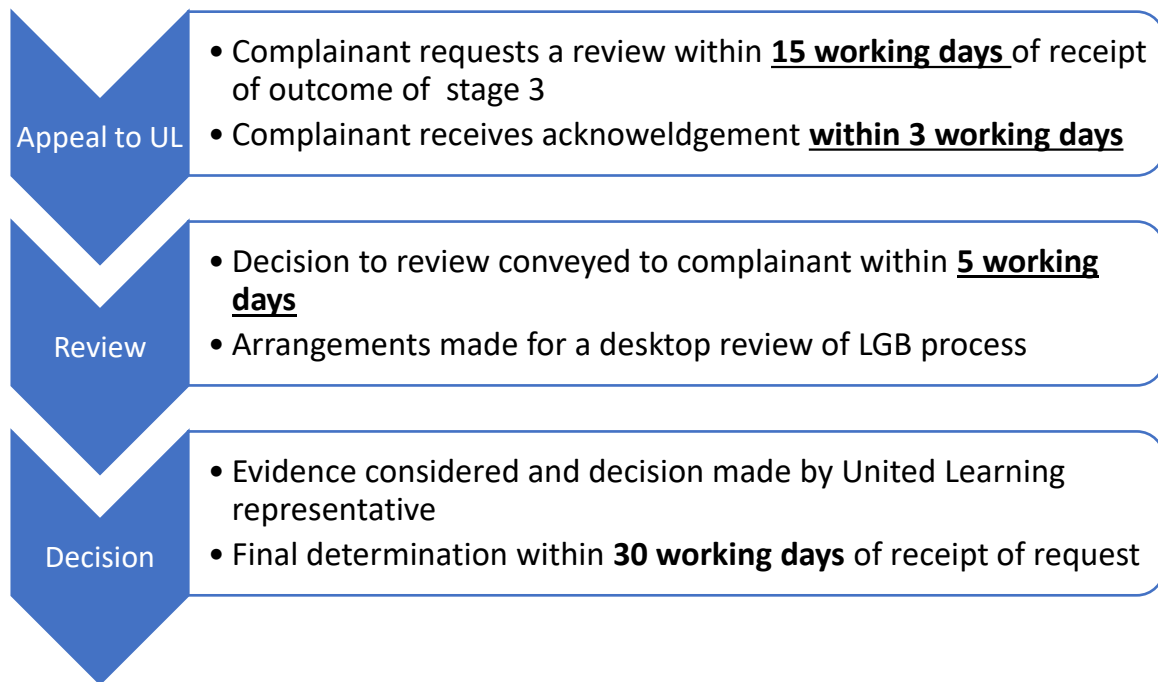 Appeal to UL
• Complainant requests a review within 15 working days of receipt
of outcome of  stage 3
• Complainant receives acknoweldgement within 3 working days
Review
• Decision to review conveyed to complainant within 5 working
days
• Arrangements made for a desktop review of LGB process
Decision
• Evidence considered and decision made by United Learning
representative
• Final determination within 30 working days of receipt of request